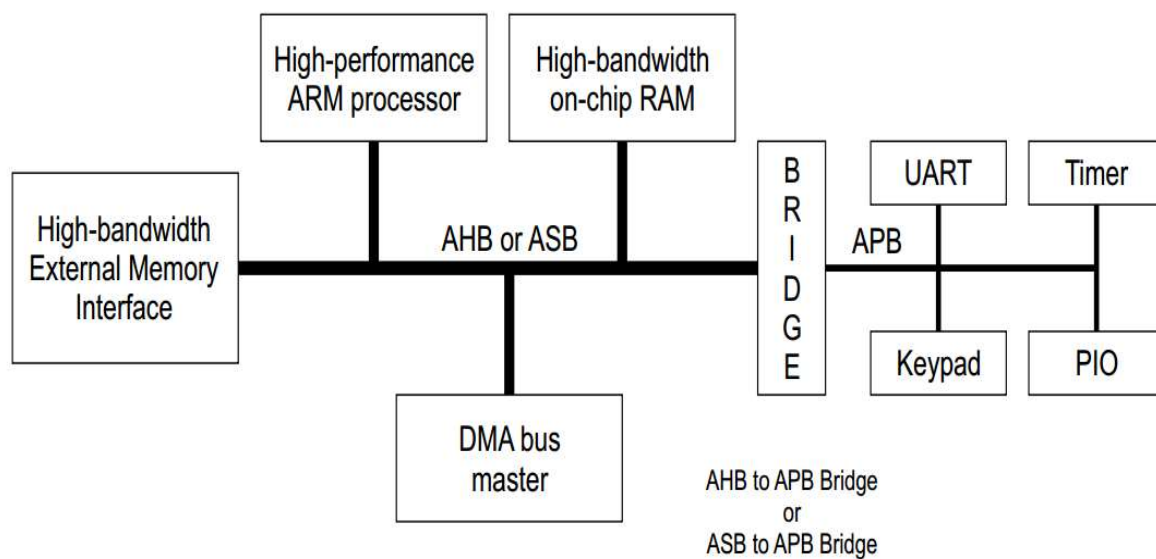 High-performance
ARM processor
High-bandwidth
on-chip RAM
High-bandwidth
External Memory
Interface
AHB or ASB
B
R
I
D
G
E
APB
UART
Timer
Keypad
PIO
DMA bus
master
AHB to APB Bridge
or
ASB to APB Bridge